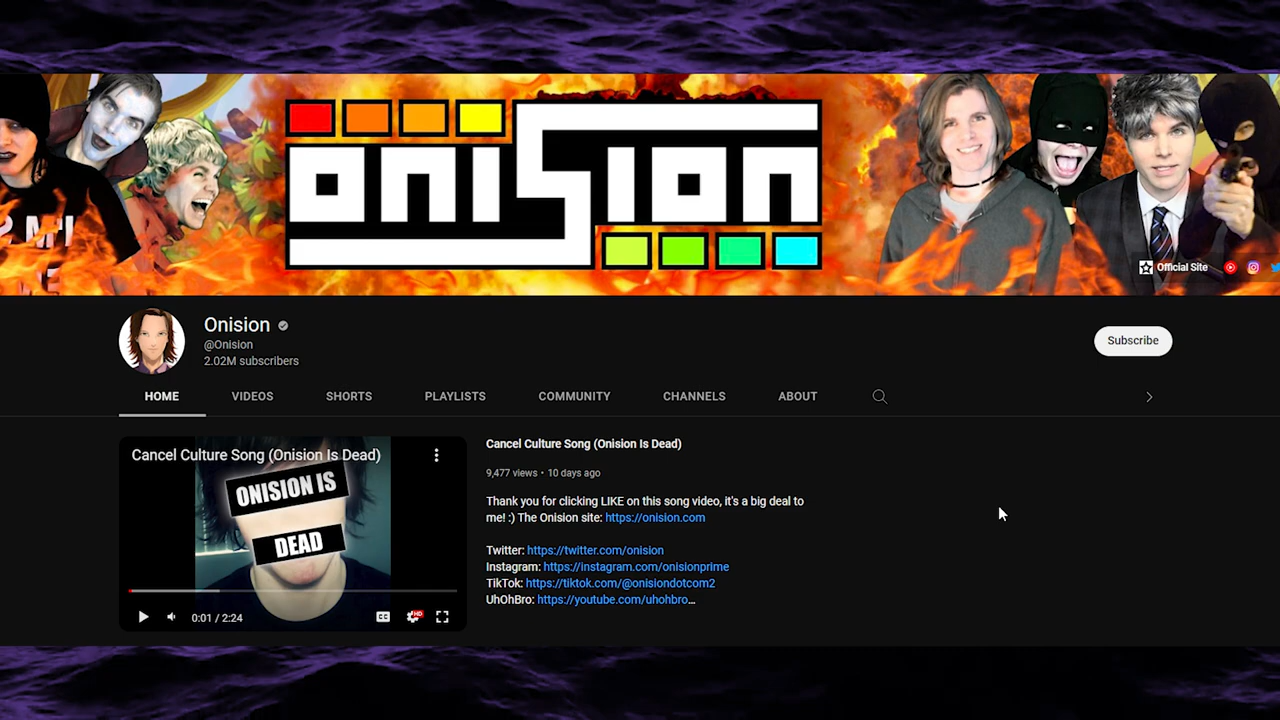 onision
Official Site
Onision
@Onision
2.02M subscribers
Subscribe
HOME
VIDEOS
SHORTS
PLAYLISTS
COMMUNITY
CHANNELS
ABOUT
Cancel Culture Song (Onision Is Dead)
ONISION IS
DEAD
0:01 / 2:24
CC
HD
Cancel Culture Song (Onision Is Dead)
9,477 views • 10 days ago
Thank you for clicking LIKE on this song video, it's a big deal to
me! :) The Onision site: https://onision.com
Twitter: https://twitter.com/onision
Instagram: https://instagram.com/onisionprime
TikTok: https://tiktok.com/@onisiondotcom2
UhOhBro: https://youtube.com/uhohbro...